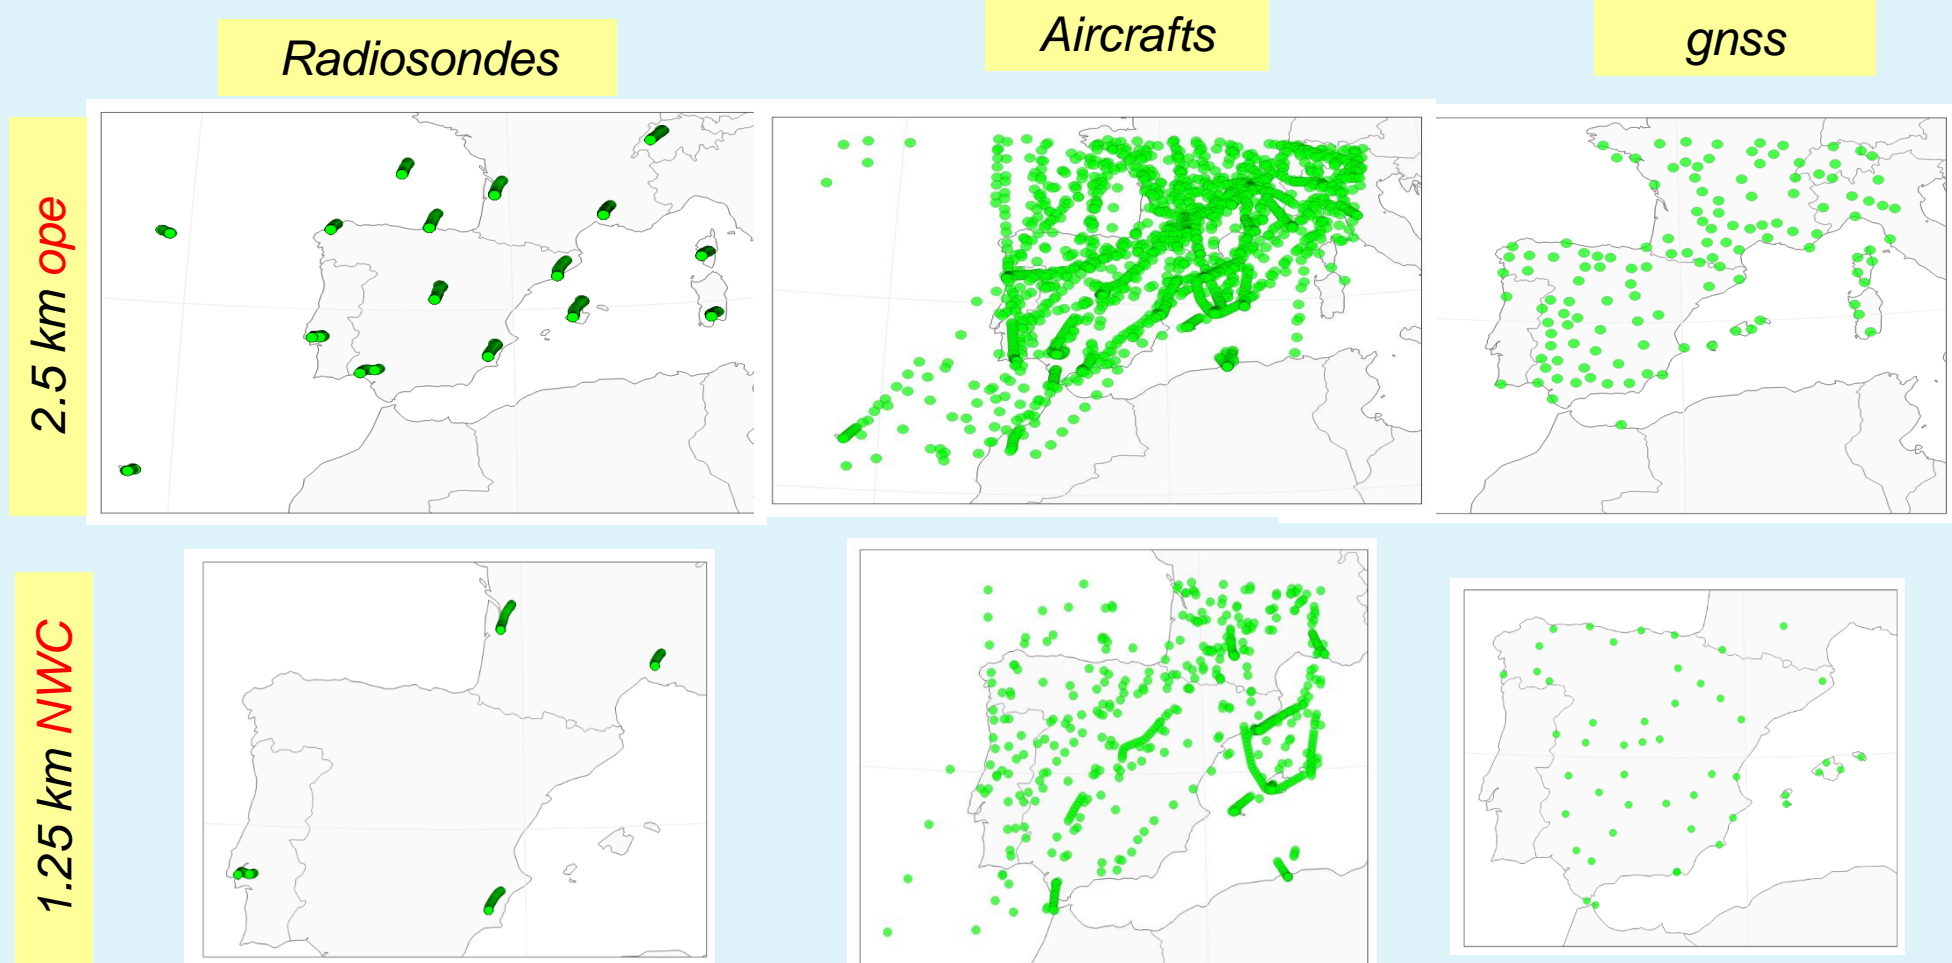 Radiosondes
Aircrafts
gnss
2.5 km ope
1.25 km NWC